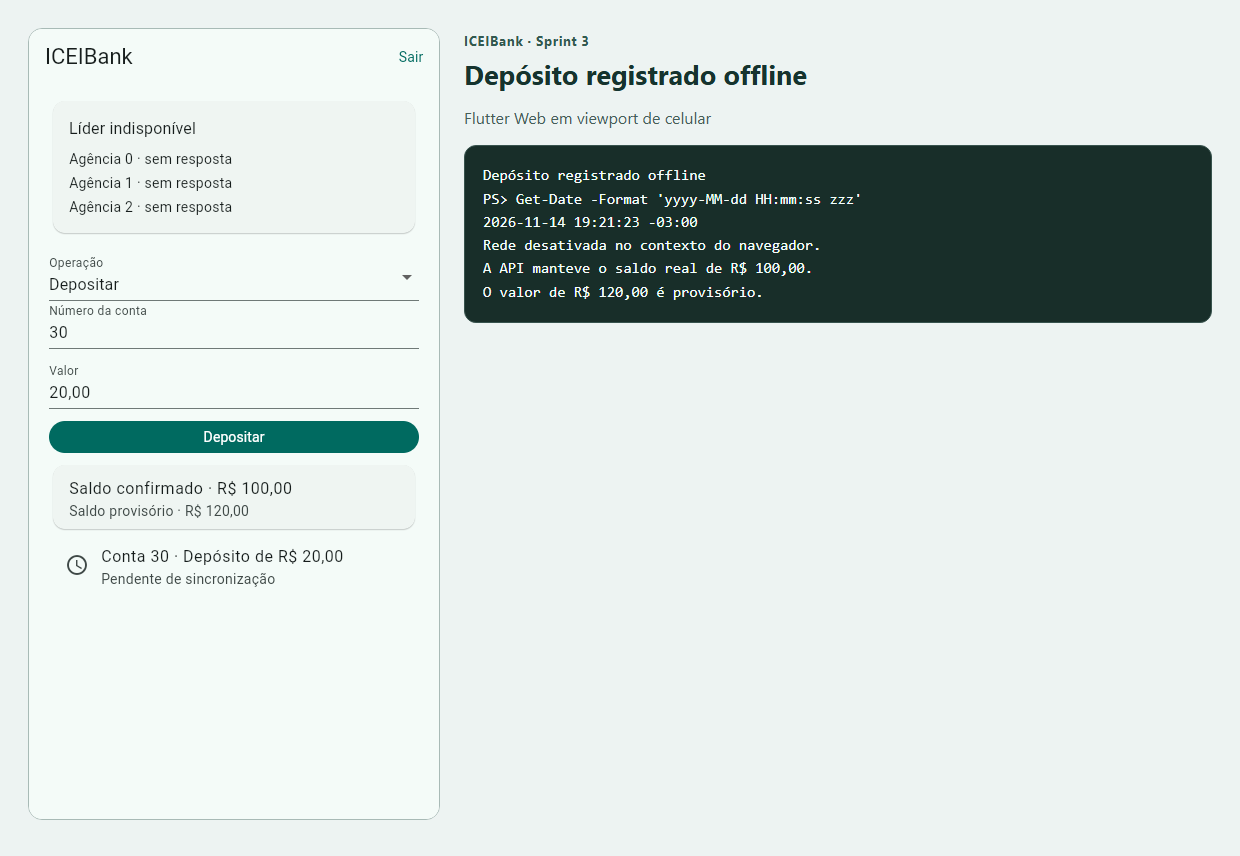 ICEIBank
Sair
Líder indisponível
Agência 0 · sem resposta
Agência 1 · sem resposta
Agência 2 · sem resposta
Operação
Depositar
Número da conta
30
Valor
20,00
Depositar
Saldo confirmado · R$ 100,00
Saldo provisório · R$ 120,00
Conta 30 · Depósito de R$ 20,00
Pendente de sincronização
ICEIBank · Sprint 3
Depósito registrado offline
Flutter Web em viewport de celular
Depósito registrado offline
PS> Get-Date -Format 'yyyy-MM-dd HH:mm:ss zzz'
2026-11-14 19:21:23 -03:00
Rede desativada no contexto do navegador.
A API manteve o saldo real de R$ 100,00.
O valor de R$ 120,00 é provisório.